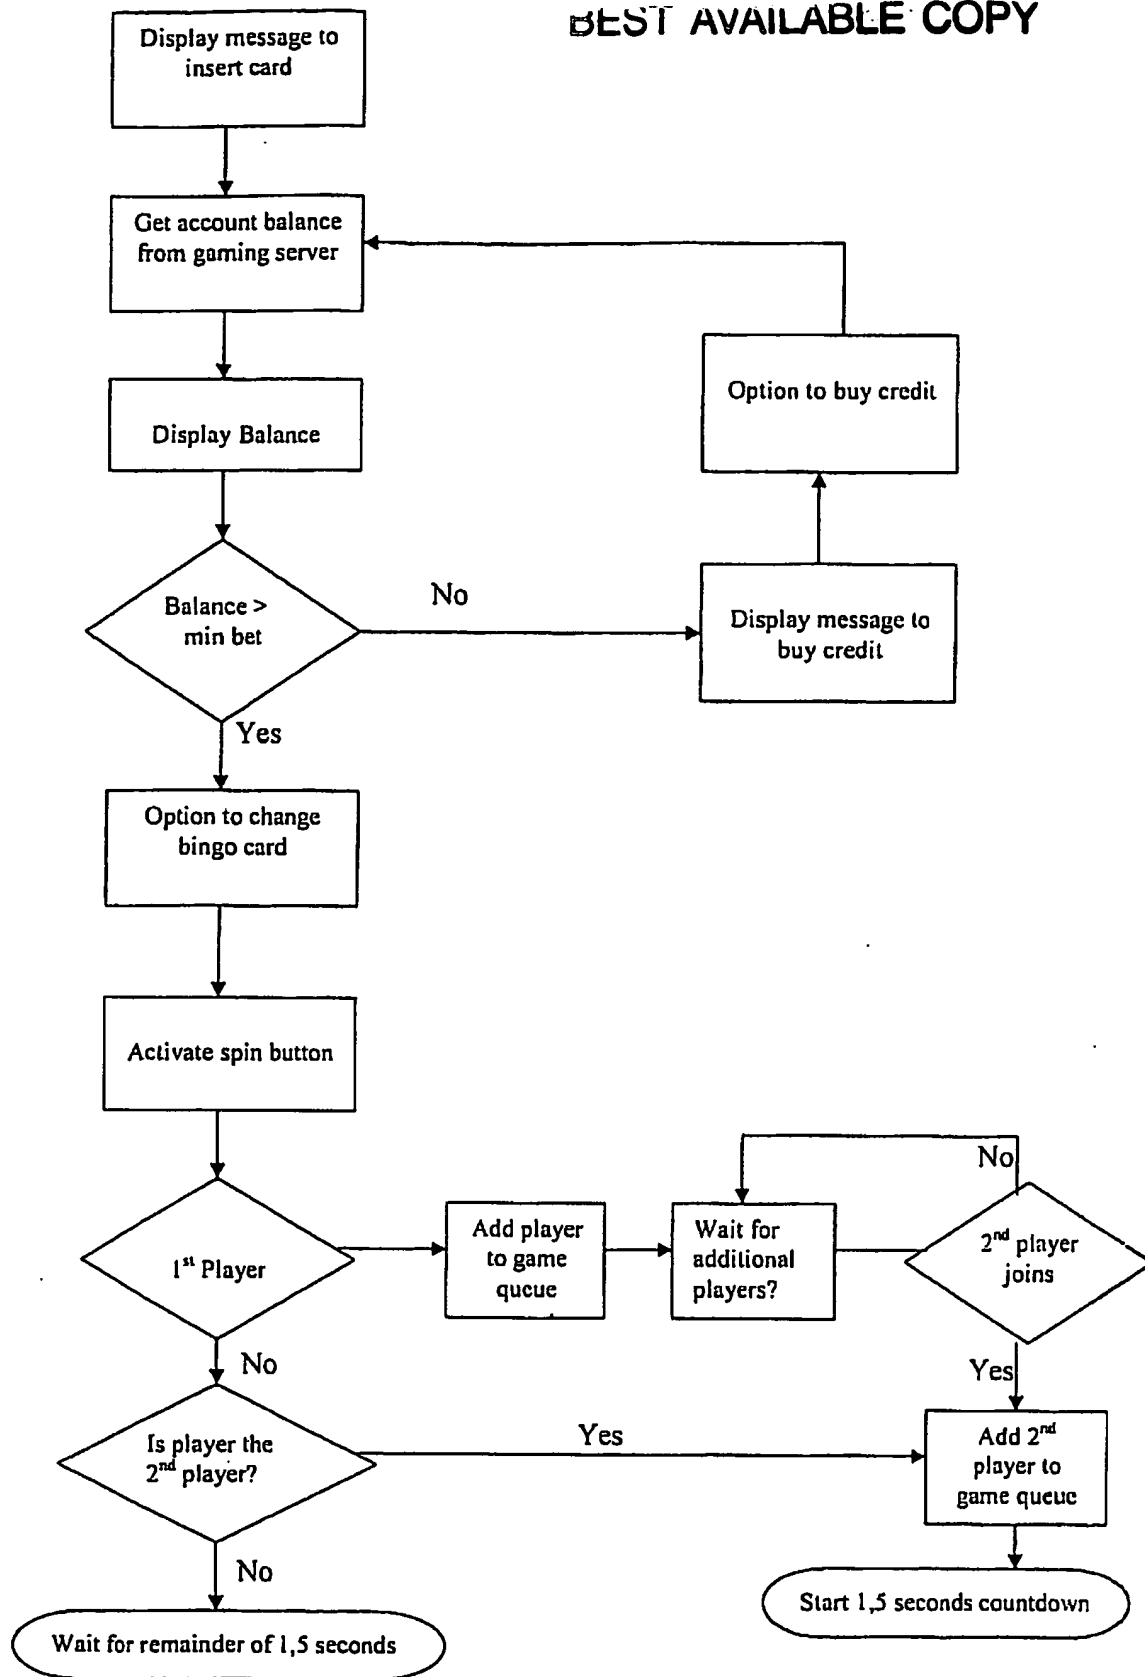 BEST AVAILABLE COPY
Display message to
insert card
Get account balance
from gaming server
Display Balance
Option to buy credit
Balance >
min bet
No
Display message to
buy credit
Yes
Option to change
bingo card
Activate spin button
1st Player
Add player
to game
queue
Wait for
additional
players?
No
2nd player
joins
No
Yes
Is player the
2nd player?
Yes
Add 2nd
player to
game queue
No
Start 1,5 seconds countdown
Wait for remainder of 1,5 seconds